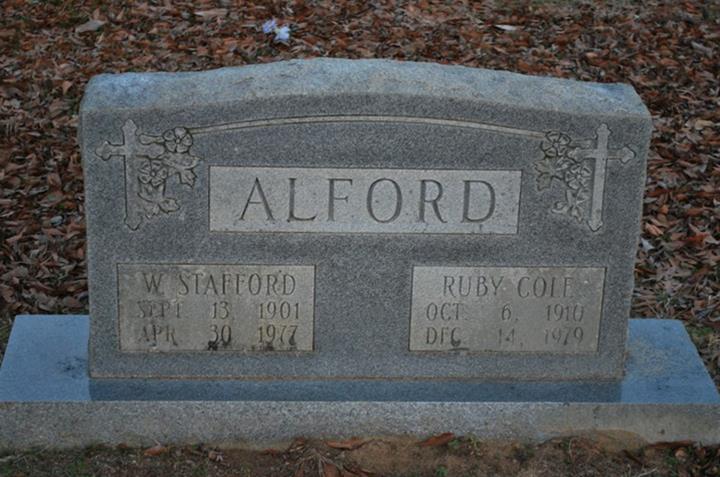 ALFORD
W. STAFFORD
SEPT 13 1901
APR 30 1977
RUBY COLE
OCT 6, 1910
DEC 14, 1979